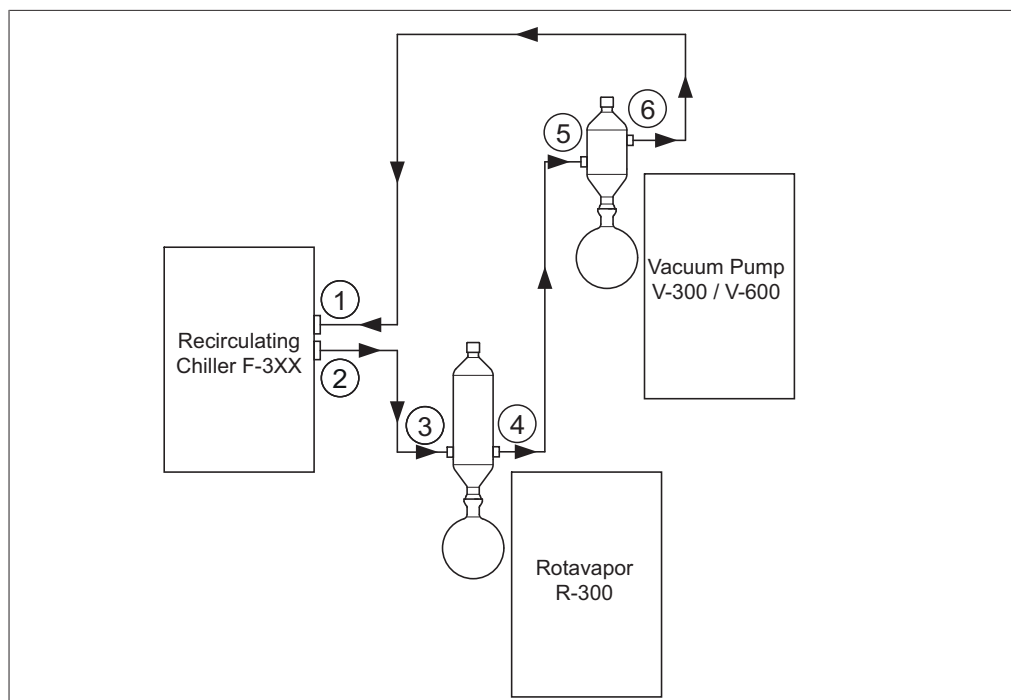 6
5
Vacuum Pump
V-300 / V-600
1
Recirculating
Chiller F-3XX
2
3
4
Rotavapor
R-300